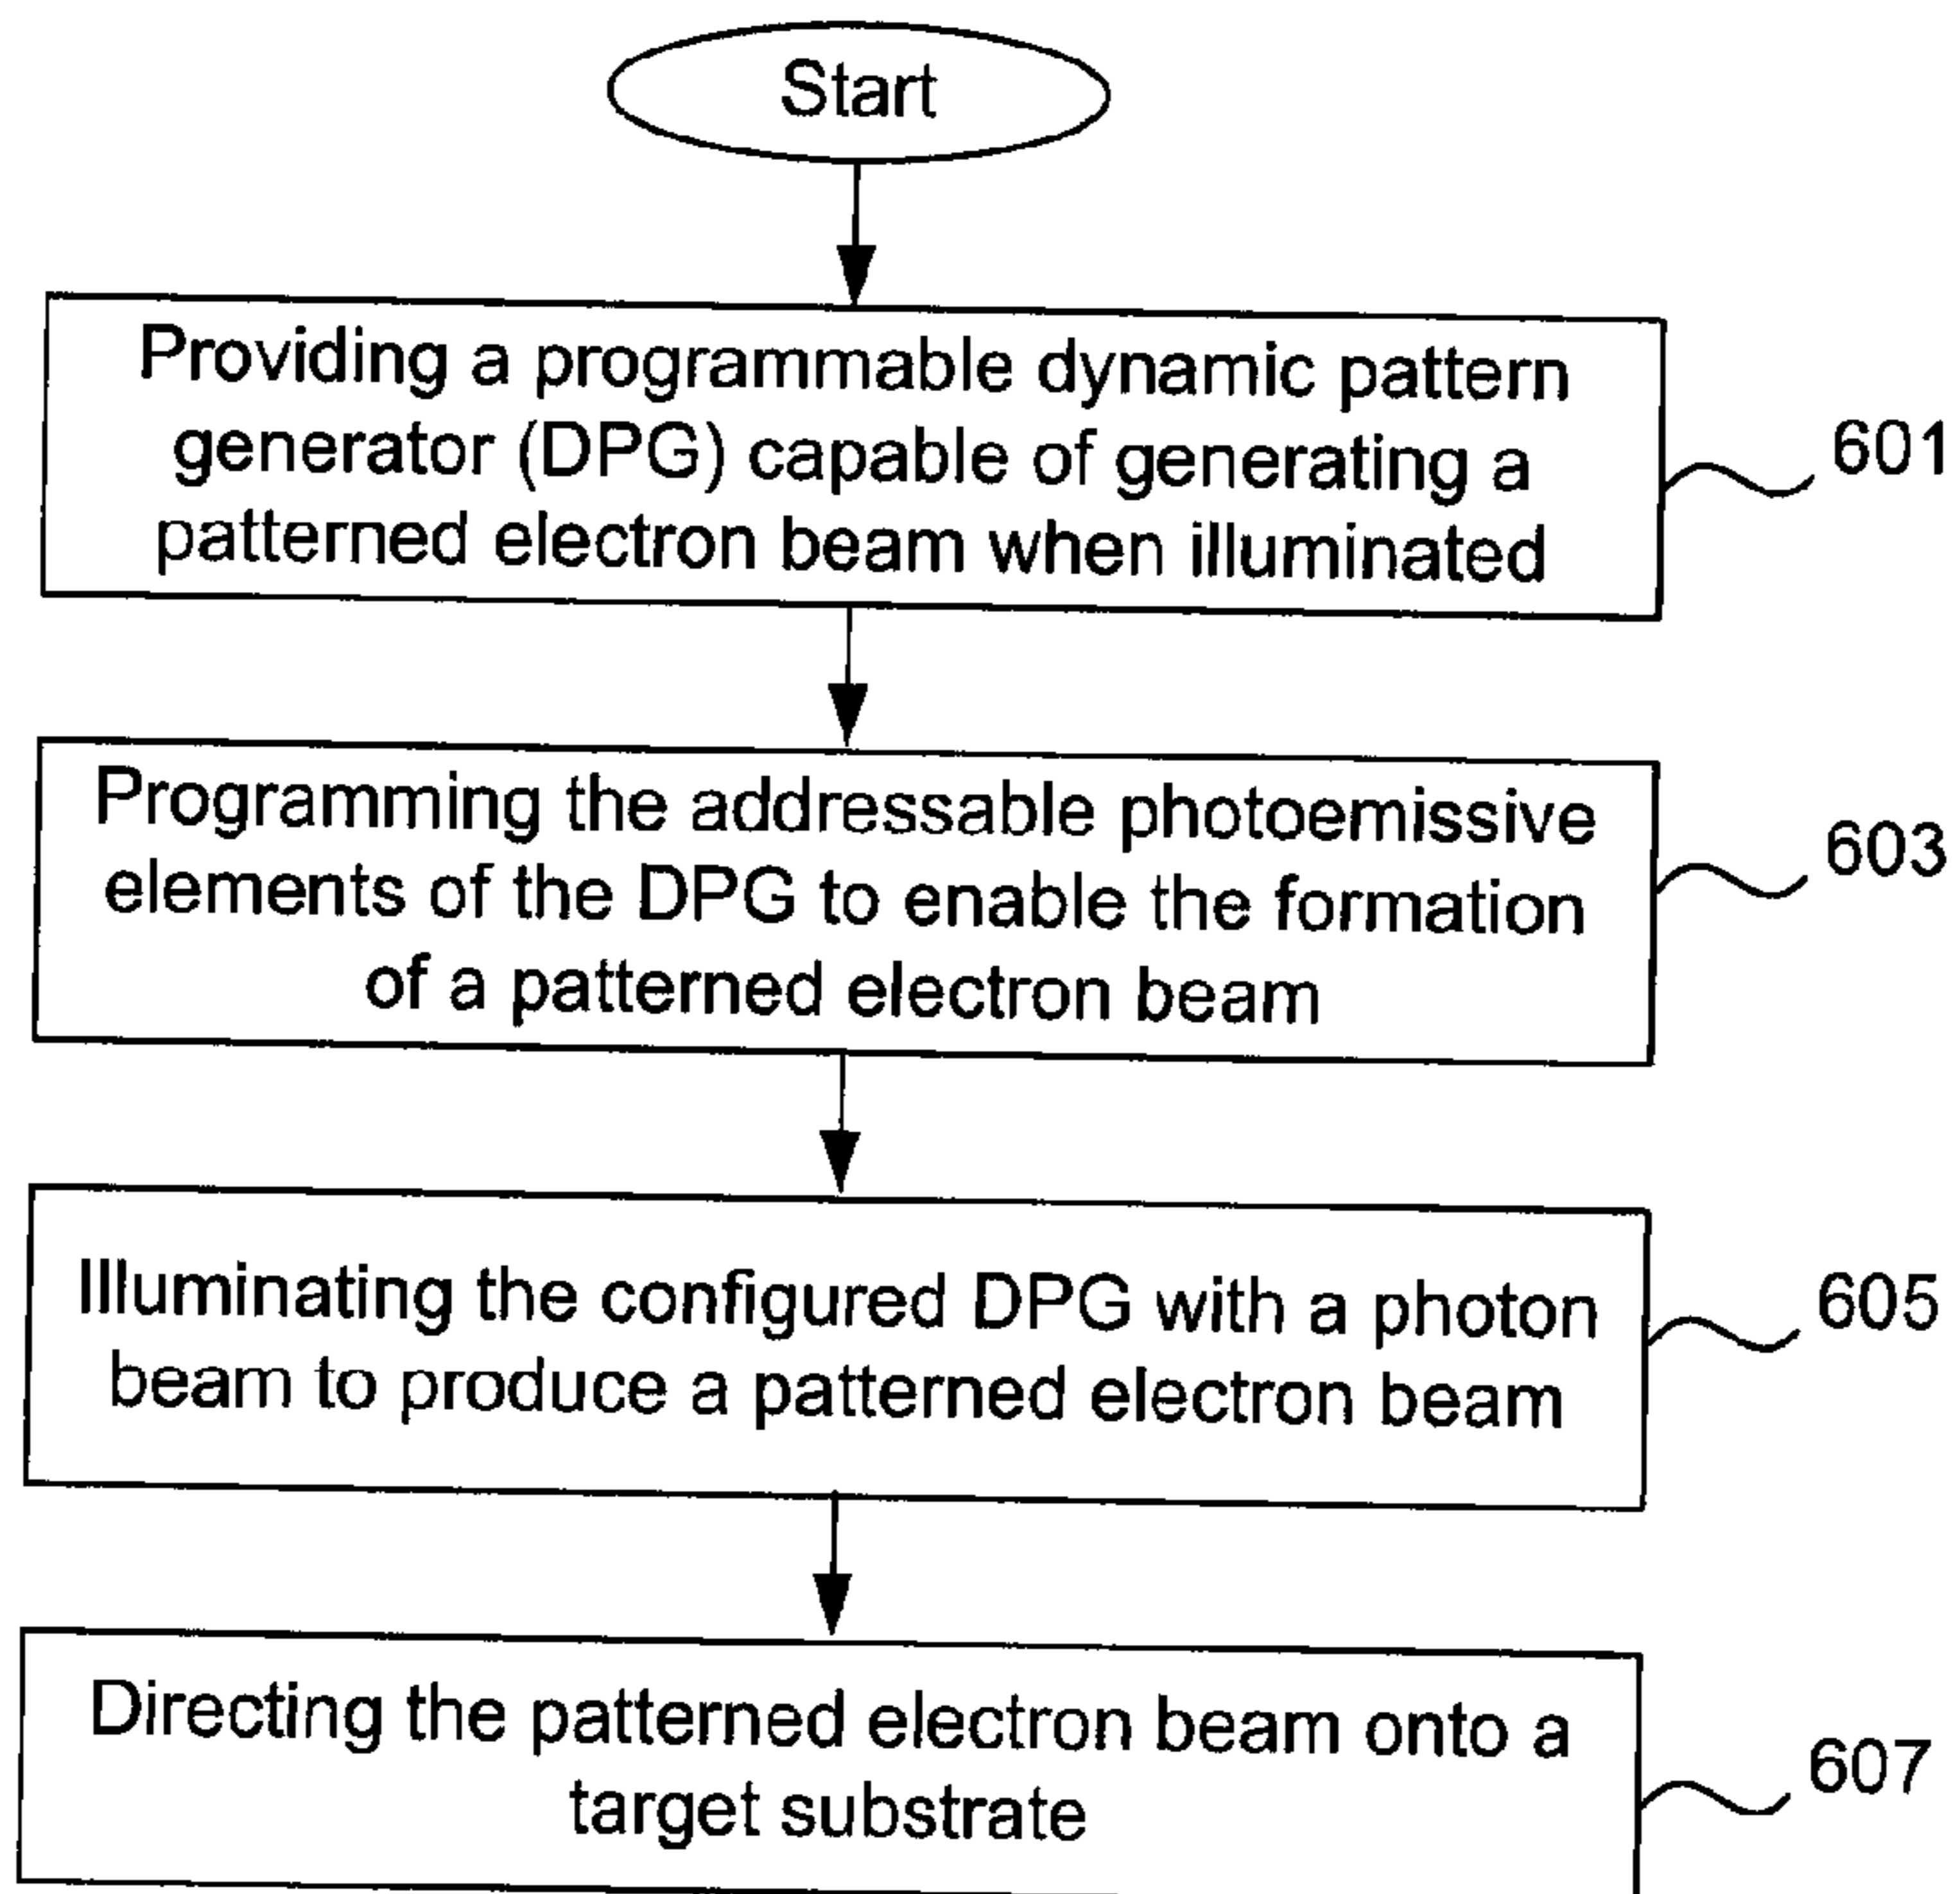 Start
Providing a programmable dynamic pattern
generator (DPG) capable of generating a
patterned electron beam when illuminated
601
Programming the addressable photoemissive
elements of the DPG to enable the formation
of a patterned electron beam
603
Illuminating the configured DPG with a photon
beam to produce a patterned electron beam
605
Directing the patterned electron beam onto a
target substrate
607